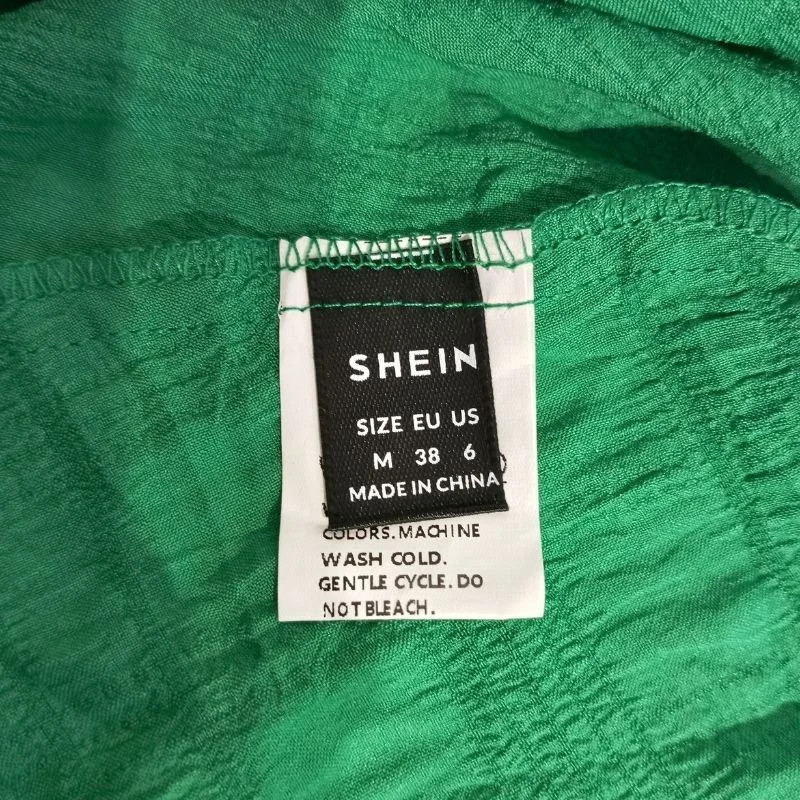 SHEIN
SIZE EU US
M 38 6
MADE IN CHINA
COLORS.MACHINE
WASH COLD.
GENTLE CYCLE.DO
NOT BLEACH.